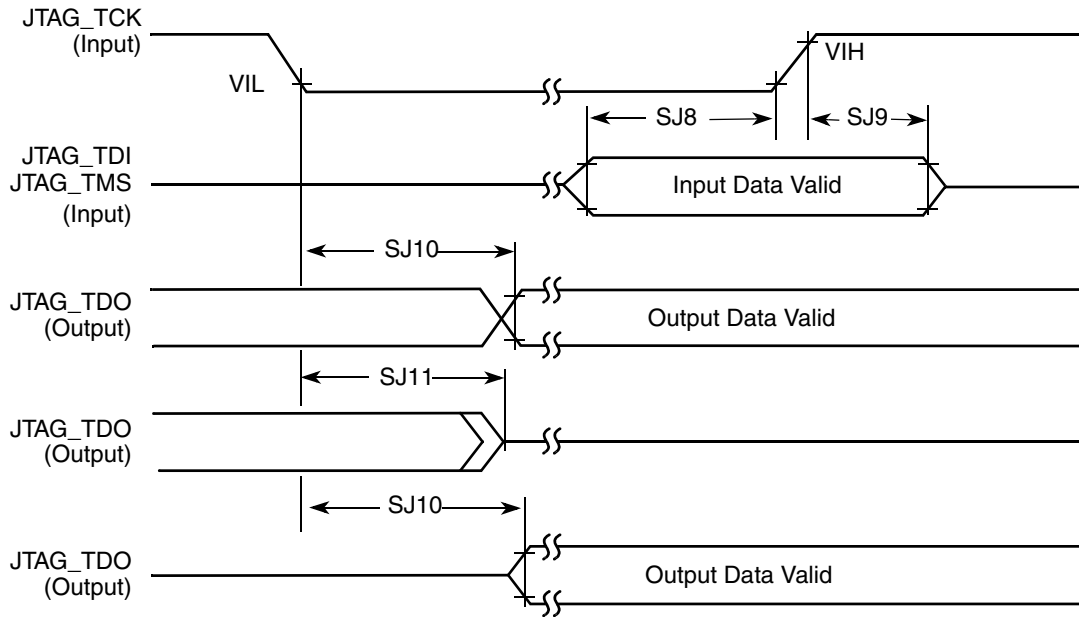 JTAG_TCK
(Input)
VIL
VIH
SJ8
SJ9
JTAG_TDI
JTAG_TMS
(Input)
Input Data Valid
SJ10
JTAG_TDO
(Output)
Output Data Valid
SJ11
JTAG_TDO
(Output)
SJ10
JTAG_TDO
(Output)
Output Data Valid